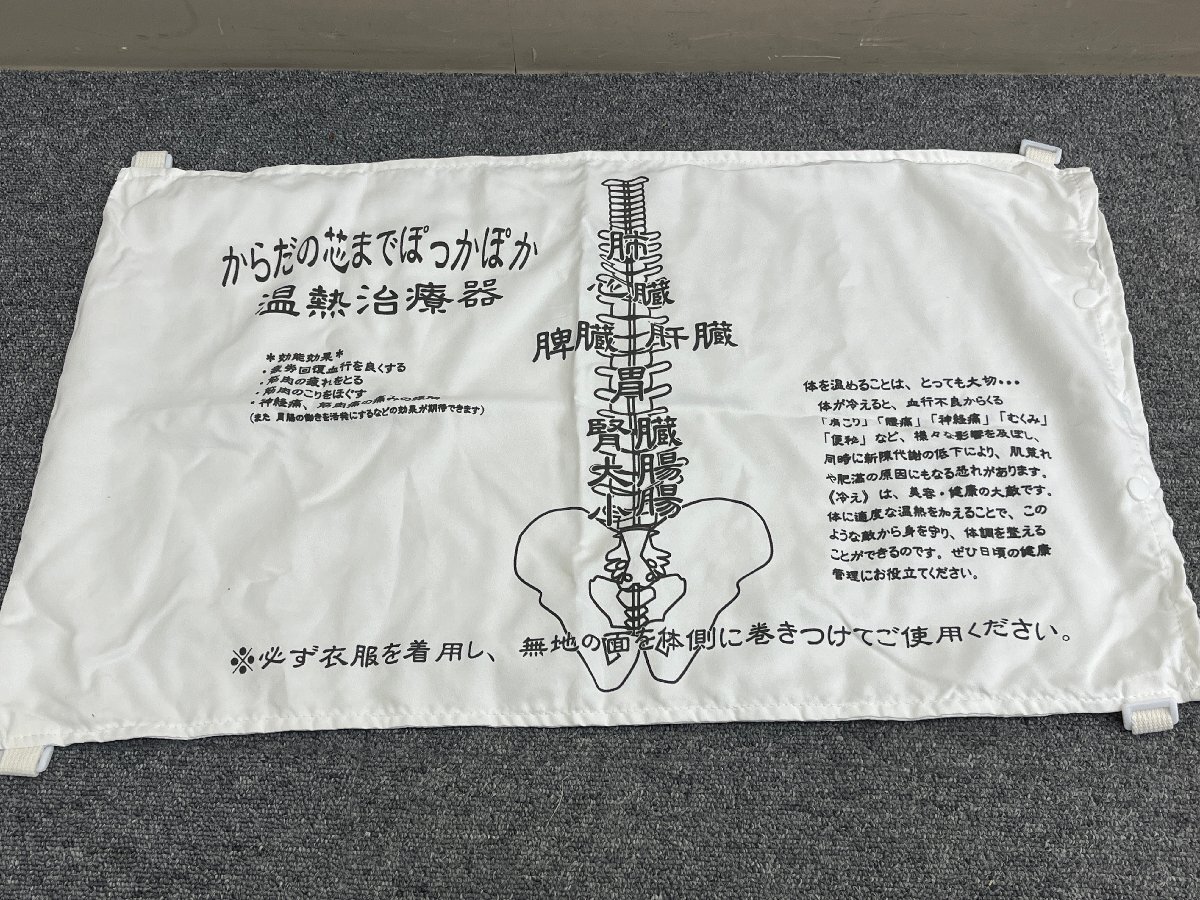 からだの芯までぽっかぽか
温熱治療器
*効能効果*
・疲労回復血行を良くする
・筋肉の疲れをとる
・筋肉のこりをほぐす
・神経痛、筋肉痛の痛みの
(また 胃腸の働きを活発にするなどの効果が期待できます)
肺
心臓
脾臓 肝臓
胃
腎臓
大腸
小腸
体を温めることは、とっても大切・・・
体が冷えると、血行不良からくる
「肩こり」「腰痛」「神経痛」「むくみ」
「便秘」など、様々な影響を及ぼし、
同時に新陳代謝の低下により、肌荒れ
や肥満の原因にもなる恐れがあります。
《冷え》は、美容・健康の大敵です。
体に適度な温熱を加えることで、この
ような敵から身を守り、体調を整える
ことができるのです。ぜひ日頃の健康
管理にお役立てください。
※必ず衣服を着用し、無地の面を体側に巻きつけてご使用ください。